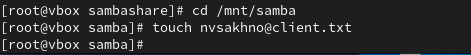 [root@vbox sambashare]# cd /mnt/samba
[root@vbox samba]# touch nvsakhno@client.txt
[root@vbox samba]#